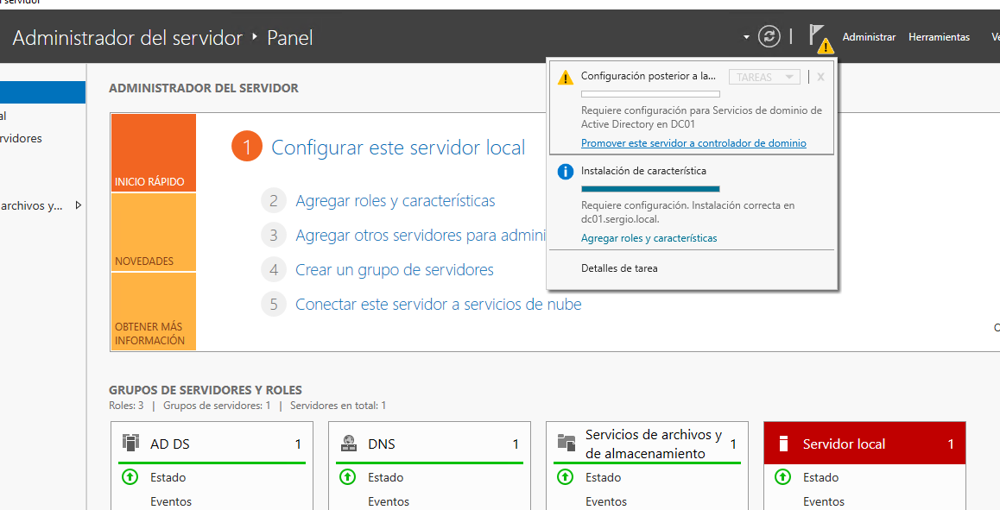 servidor
Administrador del servidor ‣ Panel
Administrar
Herramientas
ADMINISTRADOR DEL SERVIDOR
rvidores
archivos y...
INICIO RÁPIDO
NOVEDADES
OBTENER MÁS
INFORMACIÓN
1 Configurar este servidor local
2 Agregar roles y características
3 Agregar otros servidores para admini
4 Crear un grupo de servidores
5 Conectar este servidor a servicios de nube
Configuración posterior a la...
TAREAS
X
Requiere configuración para Servicios de dominio de
Active Directory en DC01
Promover este servidor a controlador de dominio
Instalación de característica
Requiere configuración. Instalación correcta en
dc01.sergio.local.
Agregar roles y características
Detalles de tarea
GRUPOS DE SERVIDORES Y ROLES
Roles: 3 | Grupos de servidores: 1 | Servidores en total: 1
AD DS 1
Estado
Eventos
DNS 1
Estado
Eventos
Servicios de archivos y
de almacenamiento 1
Estado
Eventos
Servidor local 1
Estado
Eventos